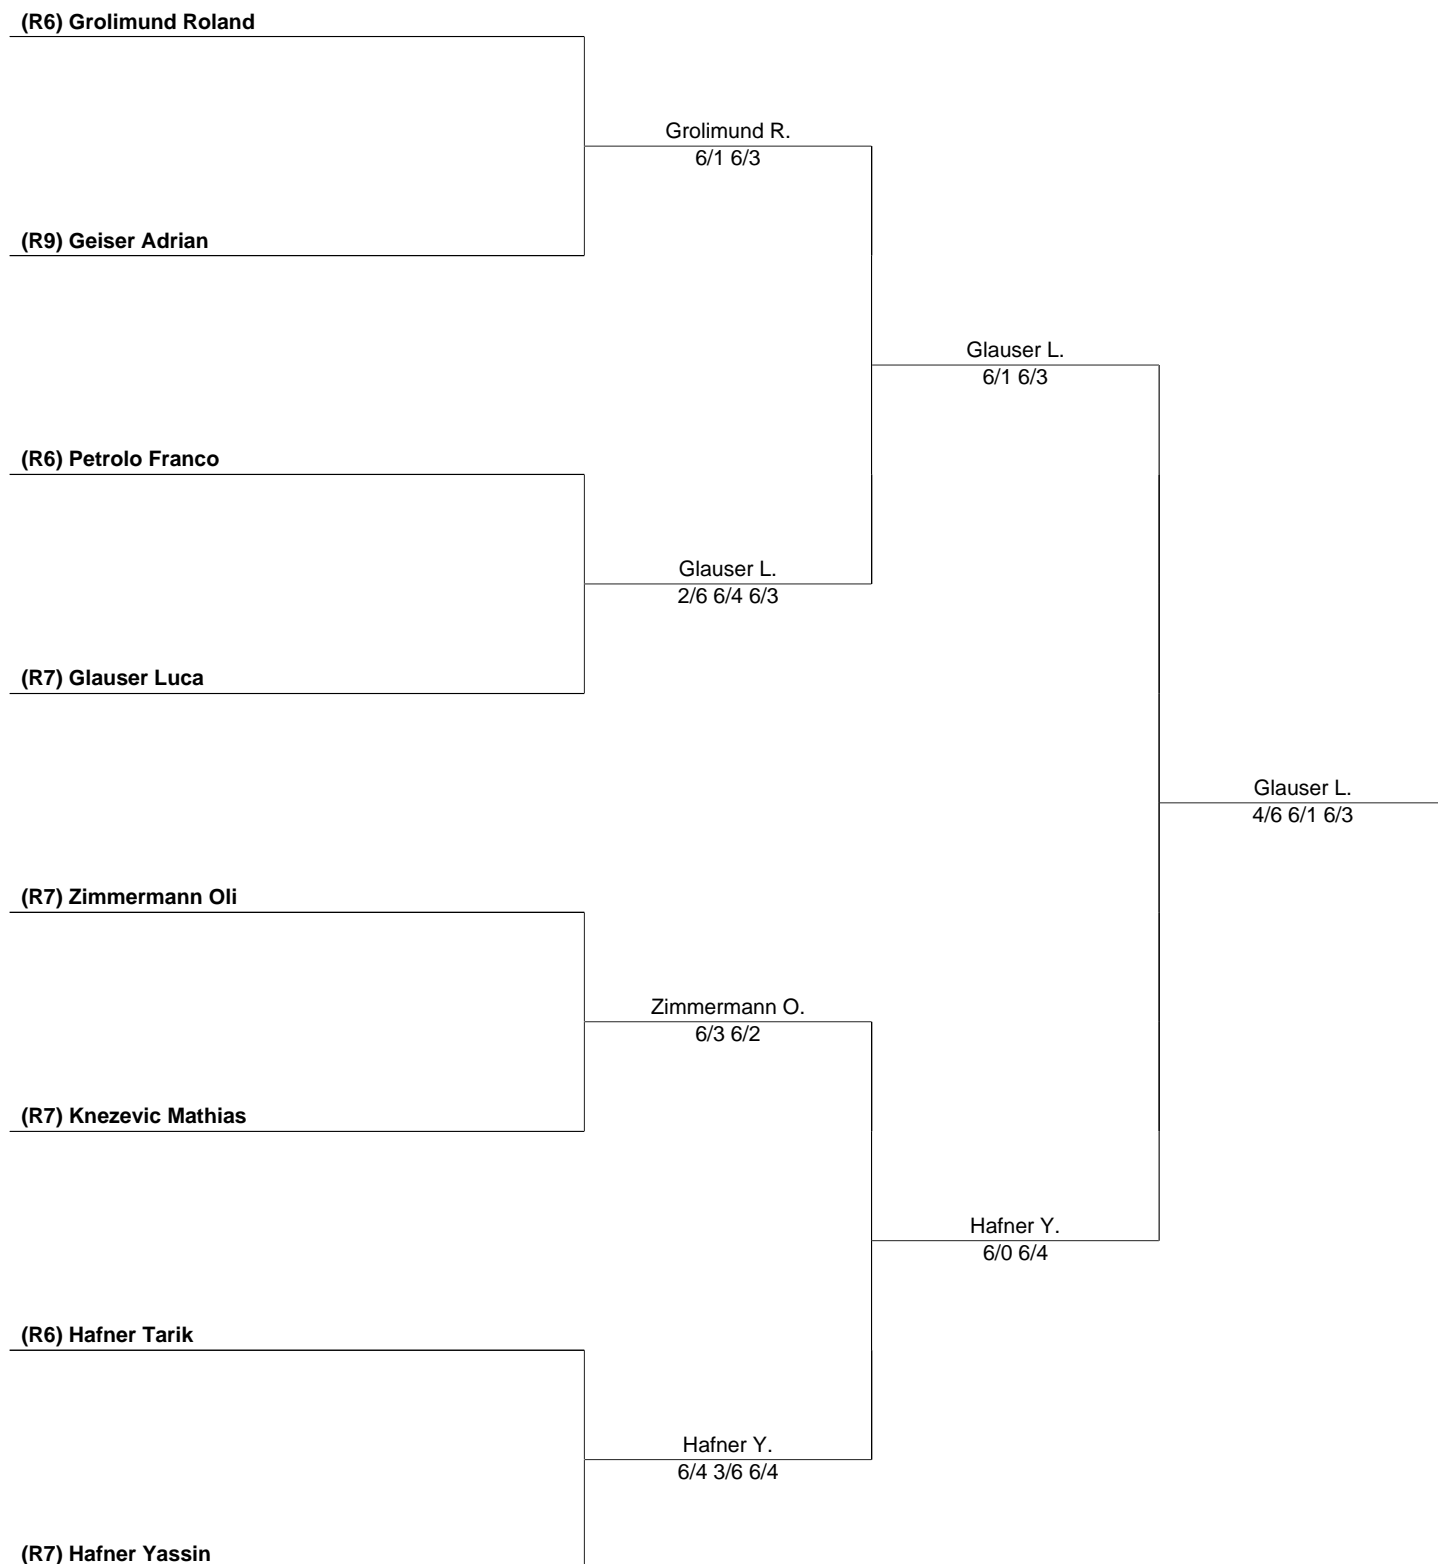 (R6) Grolimund Roland
Grolimund R.
6/1 6/3
(R9) Geiser Adrian
Glauser L.
6/1 6/3
(R6) Petrolo Franco
Glauser L.
2/6 6/4 6/3
(R7) Glauser Luca
Glauser L.
4/6 6/1 6/3
(R7) Zimmermann Oli
Zimmermann O.
6/3 6/2
(R7) Knezevic Mathias
Hafner Y.
6/0 6/4
(R6) Hafner Tarik
Hafner Y.
6/4 3/6 6/4
(R7) Hafner Yassin